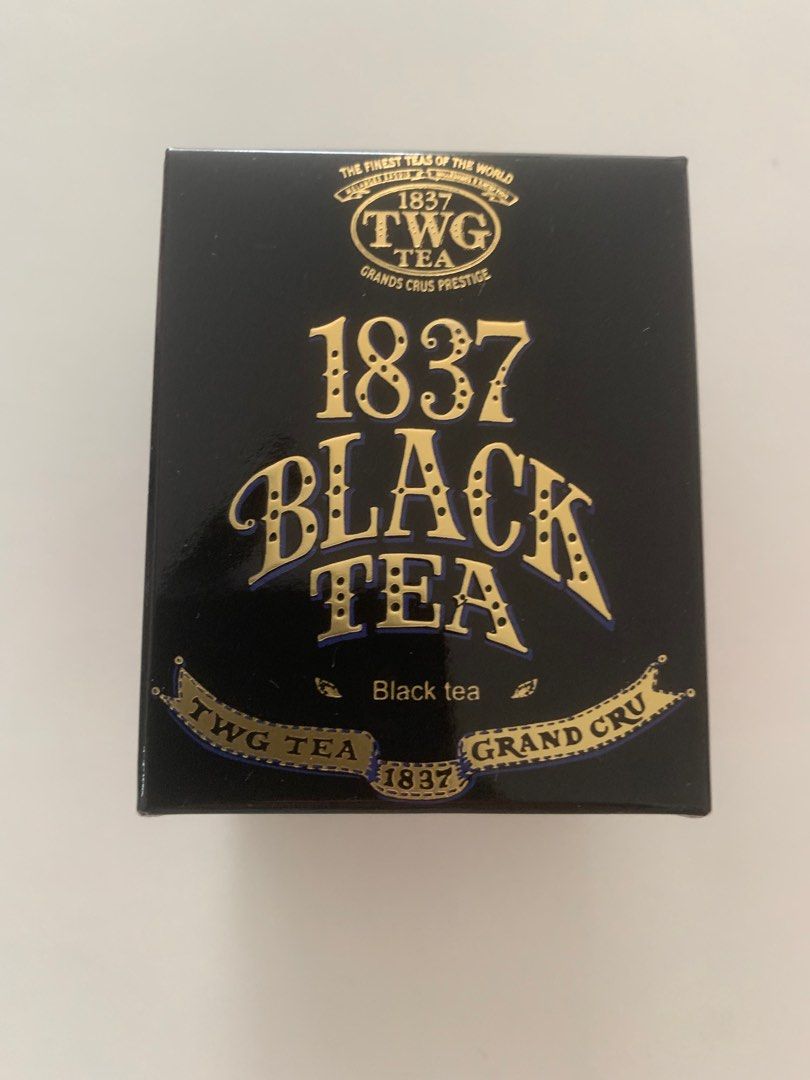 THE FINEST TEAS OF THE WORLD
1837
TWG
TEA
GRANDS CRUS PRESTIGE
1837
BLACK
TEA
Black tea
TWG TEA 1837 GRAND CRU